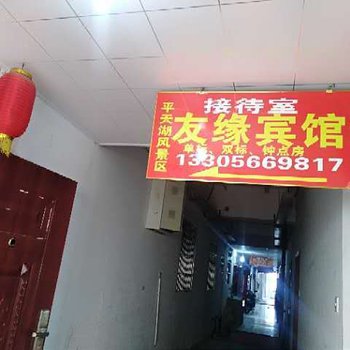 接待室
平天湖风景区
友缘宾馆
单标 双标 钟点房
13305669817